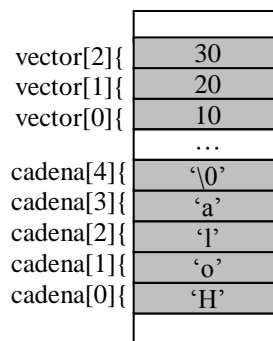 vector[2]{ 30
vector[1]{ 20
vector[0]{ 10
…
cadena[4]{ ‘\0’
cadena[3]{ ‘a’
cadena[2]{ ‘l’
cadena[1]{ ‘o’
cadena[0]{ ‘H’